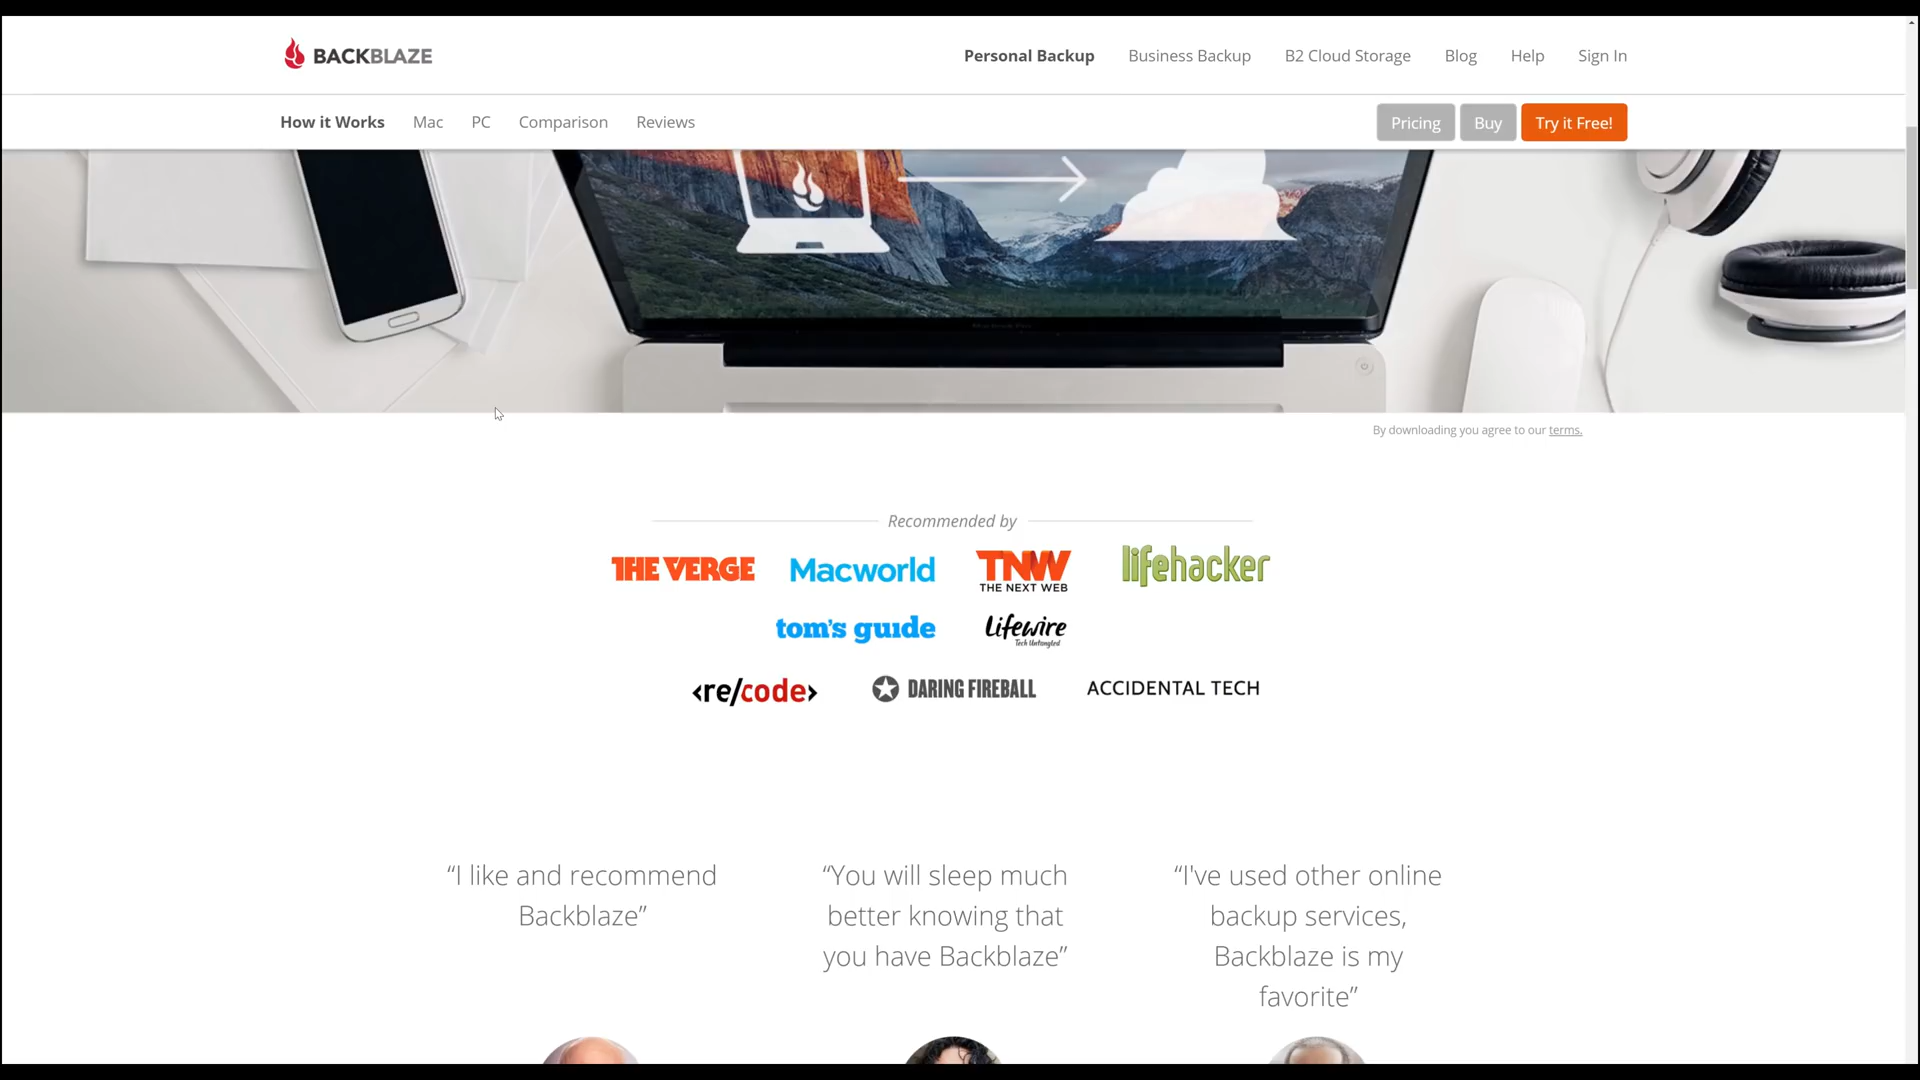 BACKBLAZE
Personal Backup Business Backup B2 Cloud Storage Blog Help Sign In
How it Works Mac PC Comparison Reviews Pricing Buy Try it Free!
By downloading you agree to our terms.
Recommended by
THE VERGE Macworld TNW lifehacker
THE NEXT WEB
tom's guide Lifewire
Tech Untangled
<re/code> DARING FIREBALL ACCIDENTAL TECH
“I like and recommend
Backblaze”
“You will sleep much
better knowing that
you have Backblaze”
“I've used other online
backup services,
Backblaze is my
favorite”